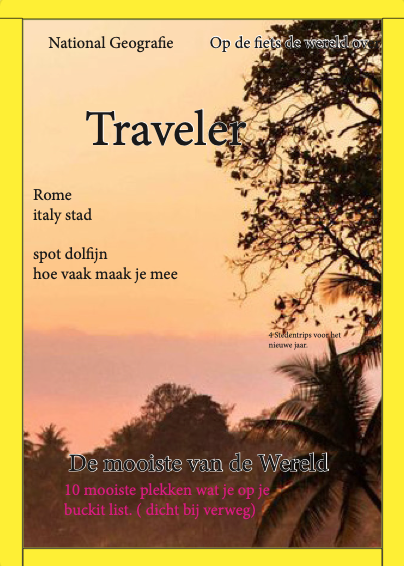 National Geografie
Op de fiets de wereld ov
Traveler
Rome
italy stad
spot dolfijn
hoe vaak maak je mee
4 Stedentrips voor het
nieuwe jaar.
De mooiste van de Wereld
10 mooiste plekken wat je op je
buckit list. ( dicht bij verweg)